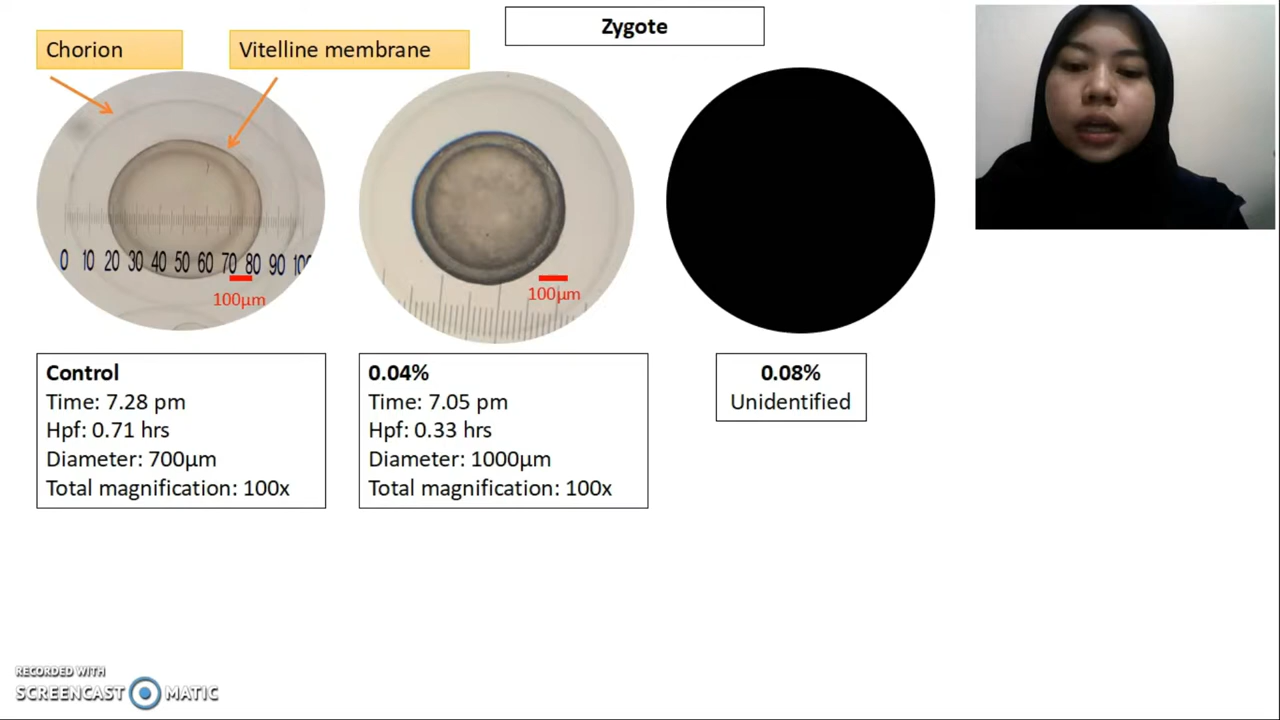 Zygote
Chorion
Vitelline membrane
0 10 20 30 40 50 60 70 80 90
100µm
100µm
Control
Time: 7.28 pm
Hpf: 0.71 hrs
Diameter: 700µm
Total magnification: 100x
0.04%
Time: 7.05 pm
Hpf: 0.33 hrs
Diameter: 1000µm
Total magnification: 100x
0.08%
Unidentified
RECORDED WITH
SCREENCAST MATIC